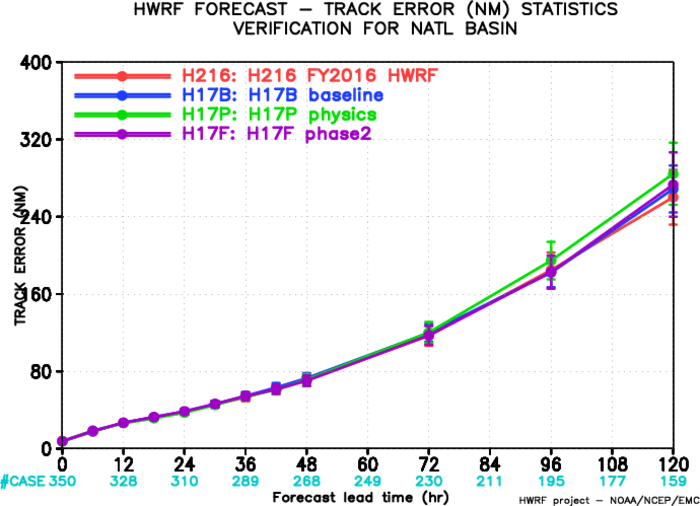 HWRF FORECAST – TRACK ERROR (NM) STATISTICS
VERIFICATION FOR NATL BASIN
TRACK ERROR (NM)
400
320
240
160
80
0
H216: H216 FY2016 HWRF
H17B: H17B baseline
H17P: H17P physics
H17F: H17F phase2
0 12 24 36 48 60 72 84 96 108 120
#CASE 350 328 310 289 268 249 230 211 195 177 159
Forecast lead time (hr)
HWRF project – NOAA/NCEP/EMC